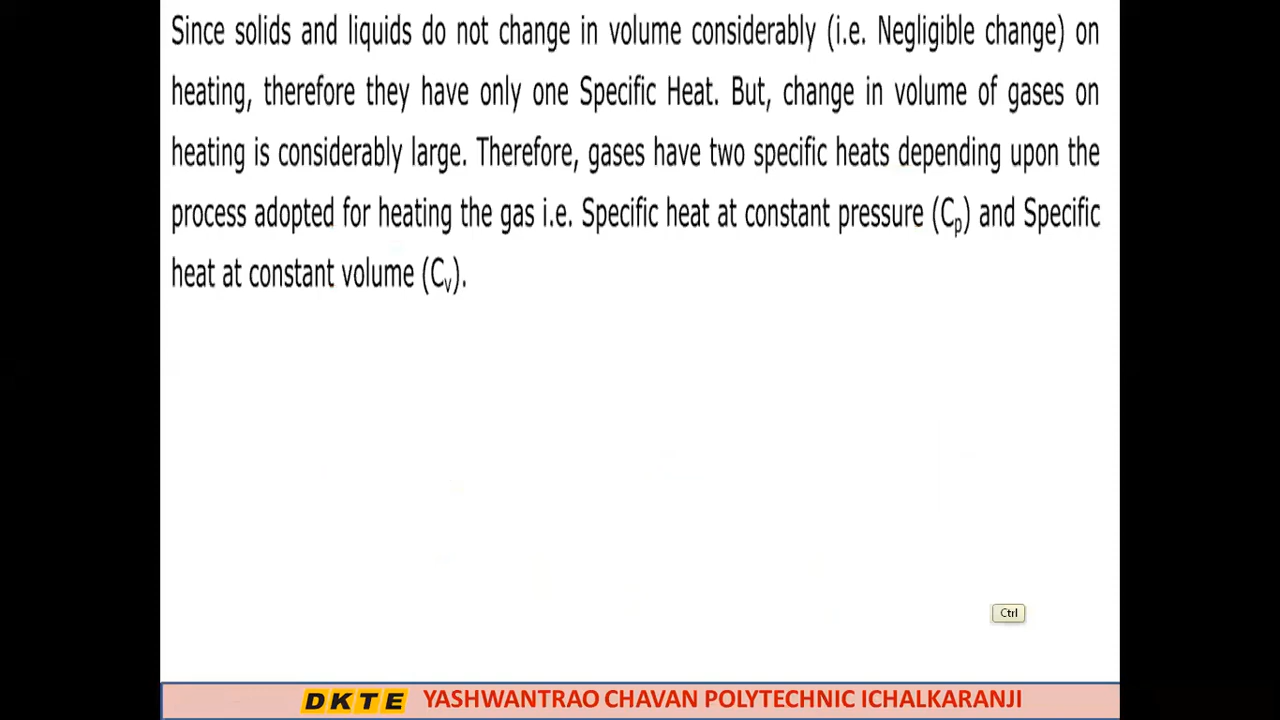 Since solids and liquids do not change in volume considerably (i.e. Negligible change) on
heating, therefore they have only one Specific Heat. But, change in volume of gases on
heating is considerably large. Therefore, gases have two specific heats depending upon the
process adopted for heating the gas i.e. Specific heat at constant pressure (Cp) and Specific
heat at constant volume (Cv).
Ctrl
DKTE YASHWANTRAO CHAVAN POLYTECHNIC ICHALKARANJI